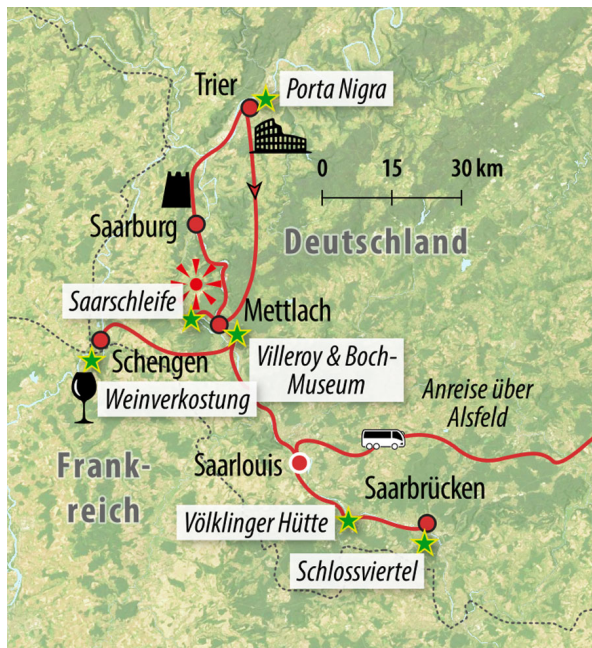 Trier
Porta Nigra
0 15 30 km
Saarburg
Deutschland
Saarschleife
Mettlach
Schengen
Villeroy & Boch-
Museum
Weinverkostung
Anreise über
Alsfeld
Frank-
reich
Saarlouis
Saarbrücken
Völklinger Hütte
Schlossviertel